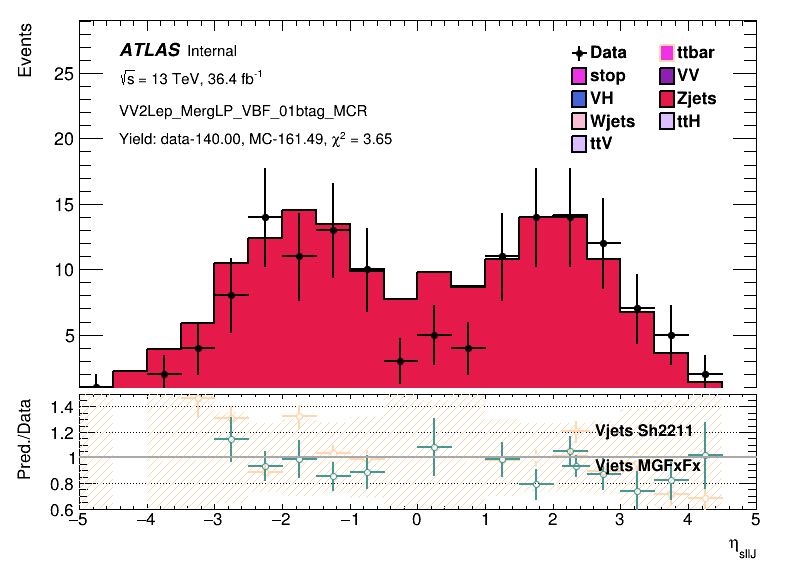 Events
ATLAS Internal
√s = 13 TeV, 36.4 fb⁻¹
VV2Lep_MergLP_VBF_01btag_MCR
Yield: data-140.00, MC-161.49, χ² = 3.65
Data ttbar
stop VV
VH Zjets
Wjets ttH
ttV
25
20
15
10
5
Pred./Data
1.4
1.2
1
0.8
0.6
Vjets Sh2211
Vjets MGFxFx
−5 −4 −3 −2 −1 0 1 2 3 4 5
η_sllJ